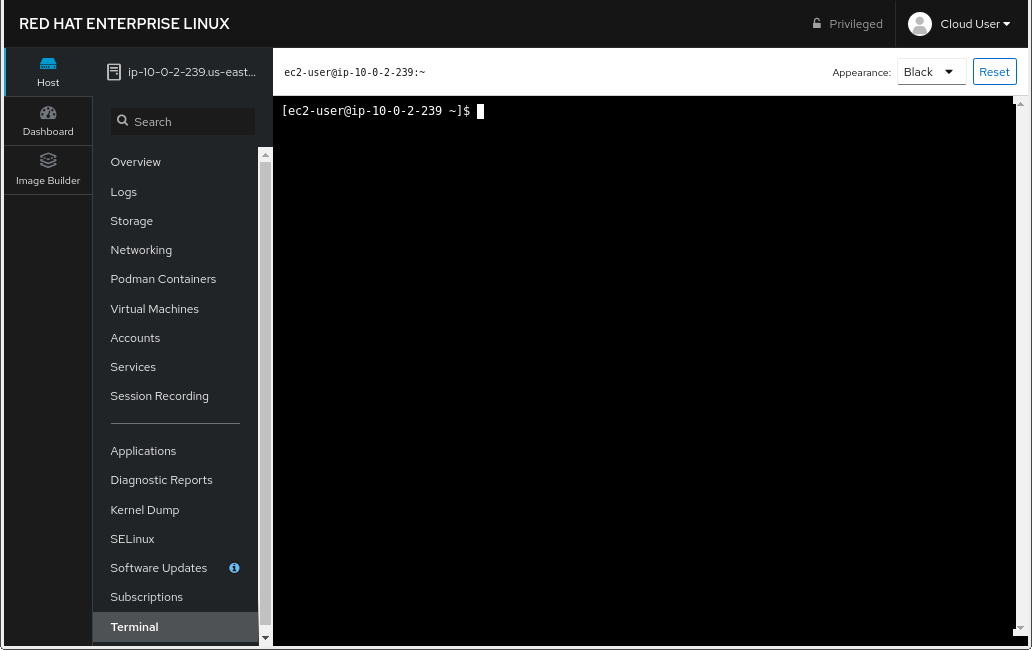 RED HAT ENTERPRISE LINUX
Privileged
Cloud User
Host
Dashboard
Image Builder
ip-10-0-2-239.us-east...
Search
Overview
Logs
Storage
Networking
Podman Containers
Virtual Machines
Accounts
Services
Session Recording
Applications
Diagnostic Reports
Kernel Dump
SELinux
Software Updates
Subscriptions
Terminal
ec2-user@ip-10-0-2-239:~
Appearance: Black
Reset
[ec2-user@ip-10-0-2-239 ~]$